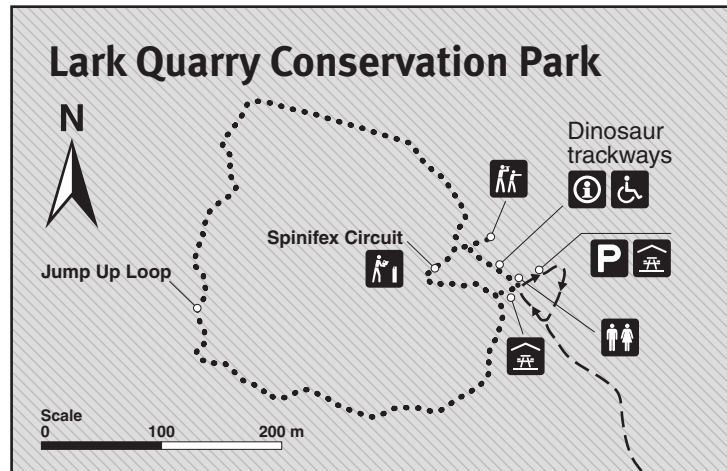 Lark Quarry Conservation Park
N
Dinosaur
trackways
Spinifex Circuit
P
Jump Up Loop
Scale
0 100 200 m